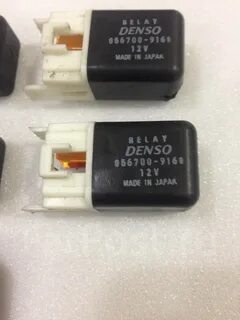 RELAY
DENSO
056700-9160
12V
MADE IN JAPAN
RELAY
DENSO
056700-9160
12V
MADE IN JAPAN